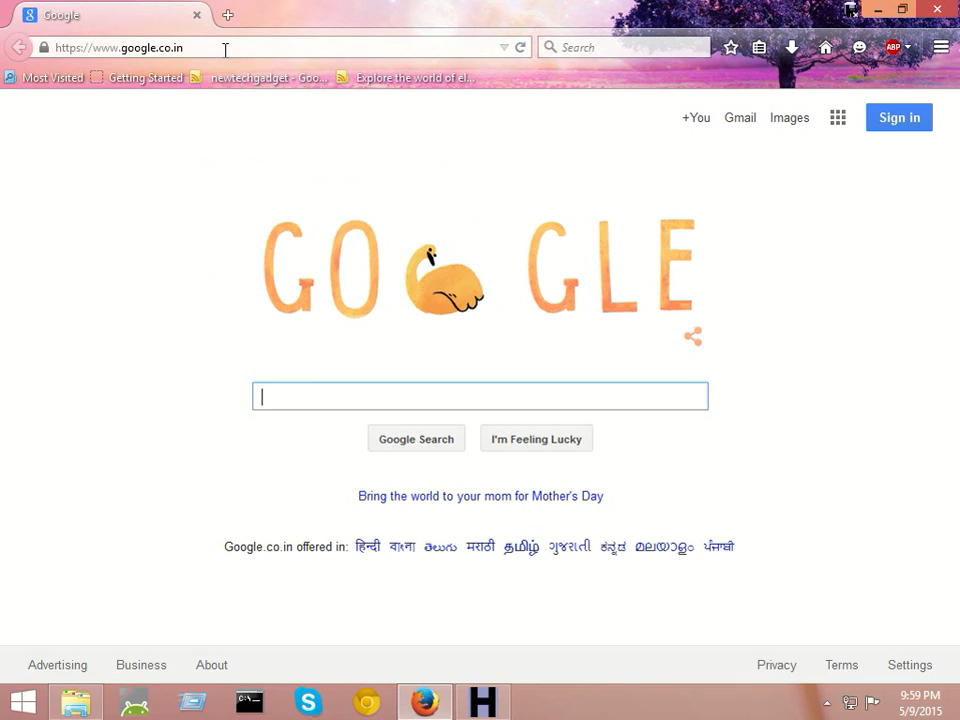 Google
https://www.google.co.in
Search
ABP
Most Visited Getting Started newtechgadget - Goo... Explore the world of el...
+You Gmail Images Sign in
GO GLE
Google Search I'm Feeling Lucky
Bring the world to your mom for Mother's Day
Google.co.in offered in: हिन्दी বাংলা తెలుగు मराठी தமிழ் ગુજરાતી ಕನ್ನಡ മലയാളം ਪੰਜਾਬੀ
Advertising Business About Privacy Terms Settings
9:59 PM
5/9/2015